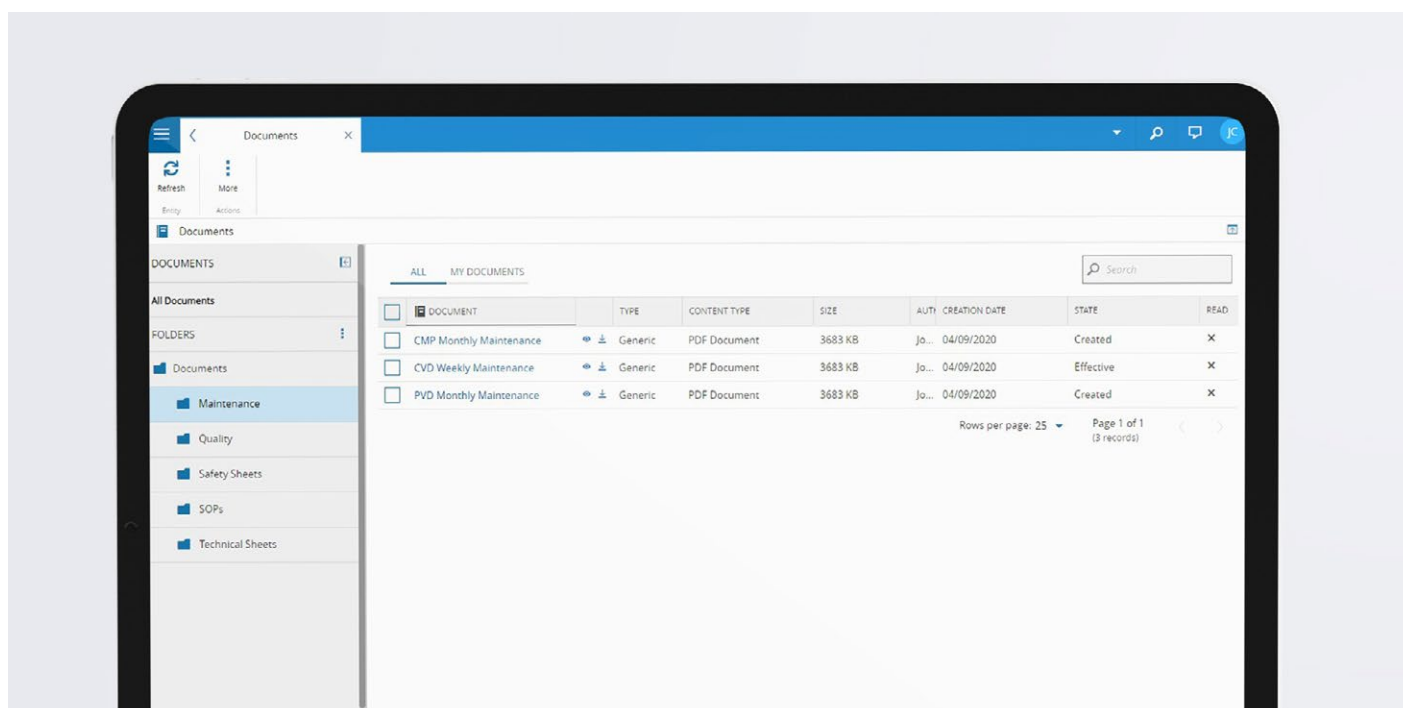 Documents
JC
Refresh
More
Entity
Actions
Documents
DOCUMENTS
ALL MY DOCUMENTS
Search
All Documents
DOCUMENT TYPE CONTENT TYPE SIZE AUTH CREATION DATE STATE READ
FOLDERS
CMP Monthly Maintenance Generic PDF Document 3683 KB Jo... 04/09/2020 Created
Documents
CVD Weekly Maintenance Generic PDF Document 3683 KB Jo... 04/09/2020 Effective
PVD Monthly Maintenance Generic PDF Document 3683 KB Jo... 04/09/2020 Created
Maintenance
Rows per page: 25 Page 1 of 1
(3 records)
Quality
Safety Sheets
SOPs
Technical Sheets